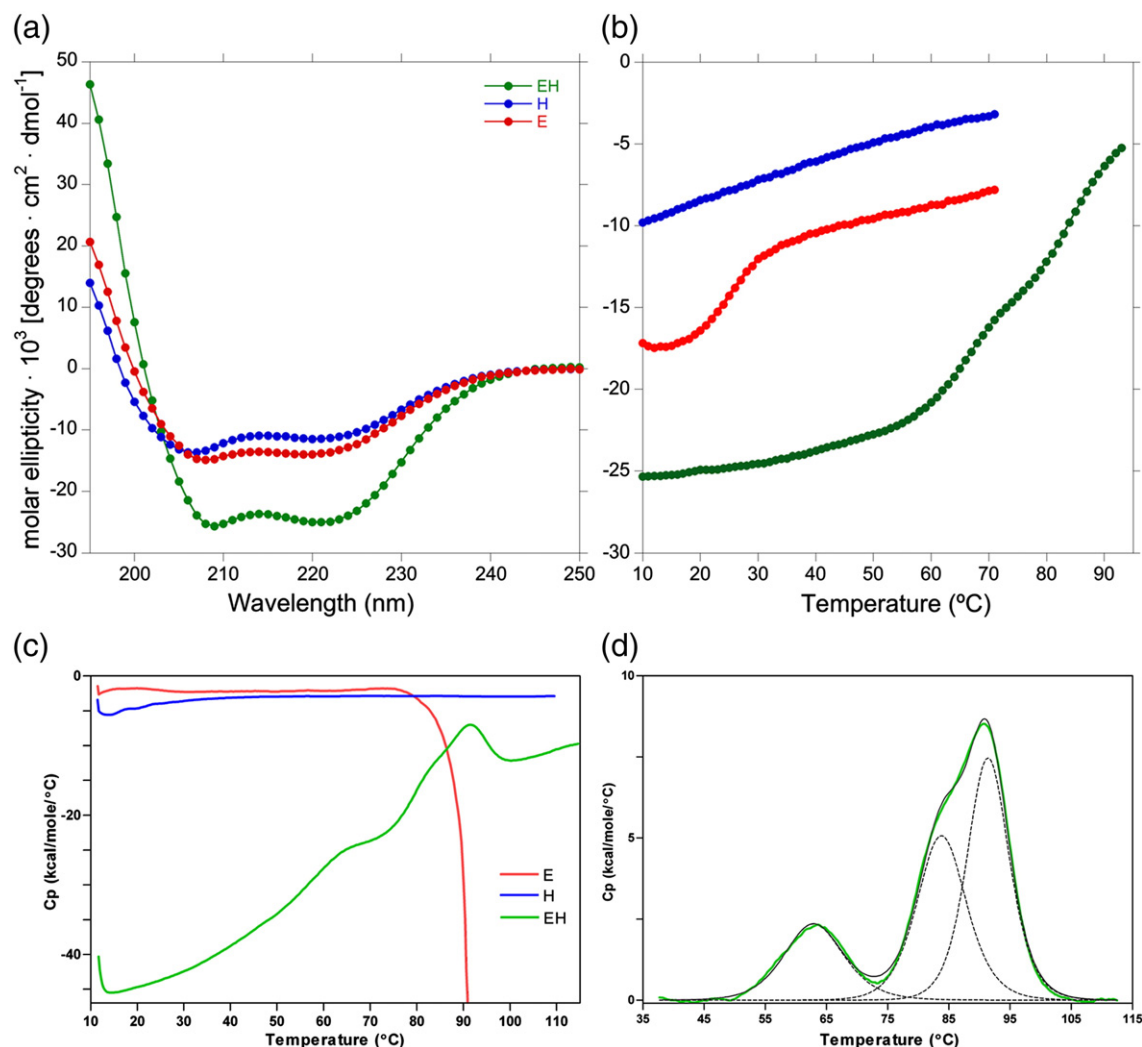 (a)
50
40
30
20
10
0
-10
-20
-30
200 210 220 230 240 250
Wavelength (nm)
molar ellipticity · 10³ [degrees · cm² · dmol⁻¹]
EH
H
E
(b)
0
-5
-10
-15
-20
-25
-30
10 20 30 40 50 60 70 80 90
Temperature (ºC)
(c)
0
-20
-40
Cp (kcal/mole/°C)
E
H
EH
10 20 30 40 50 60 70 80 90 100 110
Temperature (°C)
(d)
10
5
0
Cp (kcal/mole/°C)
35 45 55 65 75 85 95 105 115
Temperature (°C)